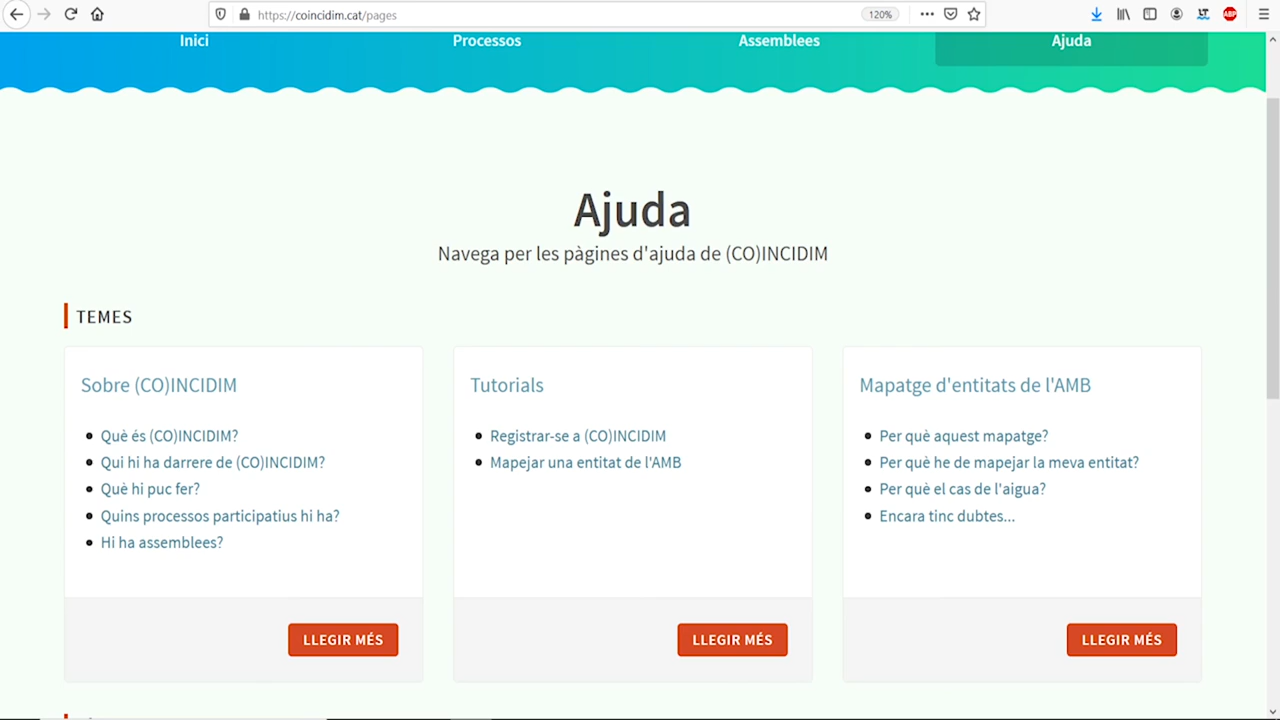 https://coincidim.cat/pages
120%
Inici
Processos
Assemblees
Ajuda
Ajuda
Navega per les pàgines d'ajuda de (CO)INCIDIM
TEMES
Sobre (CO)INCIDIM
Què és (CO)INCIDIM?
Qui hi ha darrere de (CO)INCIDIM?
Què hi puc fer?
Quins processos participatius hi ha?
Hi ha assemblees?
LLEGIR MÉS
Tutorials
Registrar-se a (CO)INCIDIM
Mapejar una entitat de l'AMB
LLEGIR MÉS
Mapatge d'entitats de l'AMB
Per què aquest mapatge?
Per què he de mapejar la meva entitat?
Per què el cas de l'aigua?
Encara tinc dubtes...
LLEGIR MÉS